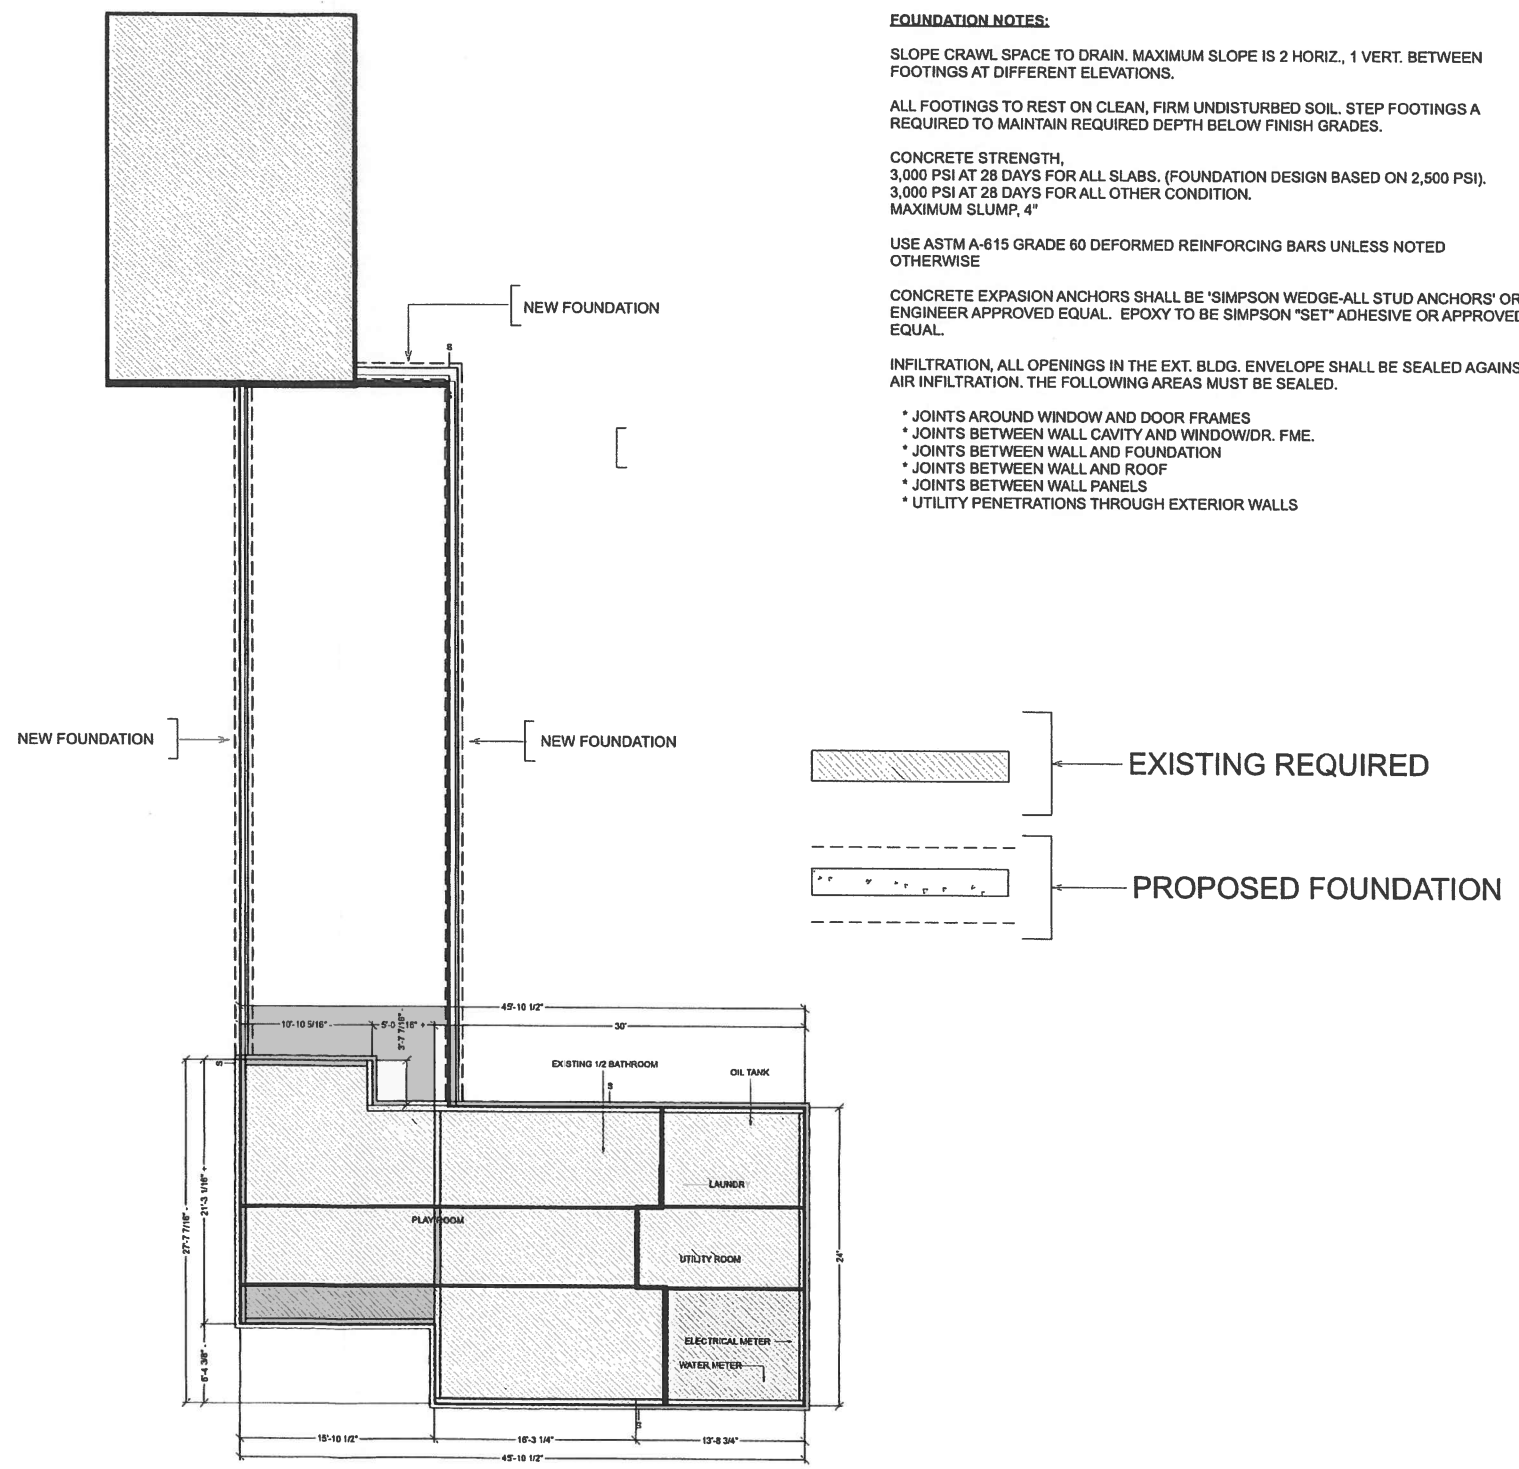 FOUNDATION NOTES:
SLOPE CRAWL SPACE TO DRAIN. MAXIMUM SLOPE IS 2 HORIZ., 1 VERT. BETWEEN
FOOTINGS AT DIFFERENT ELEVATIONS.
ALL FOOTINGS TO REST ON CLEAN, FIRM UNDISTURBED SOIL. STEP FOOTINGS A
REQUIRED TO MAINTAIN REQUIRED DEPTH BELOW FINISH GRADES.
CONCRETE STRENGTH,
3,000 PSI AT 28 DAYS FOR ALL SLABS. (FOUNDATION DESIGN BASED ON 2,500 PSI).
3,000 PSI AT 28 DAYS FOR ALL OTHER CONDITION.
MAXIMUM SLUMP, 4"
USE ASTM A-615 GRADE 60 DEFORMED REINFORCING BARS UNLESS NOTED
OTHERWISE
CONCRETE EXPASION ANCHORS SHALL BE 'SIMPSON WEDGE-ALL STUD ANCHORS' OR
ENGINEER APPROVED EQUAL. EPOXY TO BE SIMPSON "SET" ADHESIVE OR APPROVED
EQUAL.
INFILTRATION, ALL OPENINGS IN THE EXT. BLDG. ENVELOPE SHALL BE SEALED AGAINS
AIR INFILTRATION. THE FOLLOWING AREAS MUST BE SEALED.
* JOINTS AROUND WINDOW AND DOOR FRAMES
* JOINTS BETWEEN WALL CAVITY AND WINDOW/DR. FME.
* JOINTS BETWEEN WALL AND FOUNDATION
* JOINTS BETWEEN WALL AND ROOF
* JOINTS BETWEEN WALL PANELS
* UTILITY PENETRATIONS THROUGH EXTERIOR WALLS
NEW FOUNDATION
S
NEW FOUNDATION
NEW FOUNDATION
EXISTING REQUIRED
PROPOSED FOUNDATION
45'-10 1/2"
10'-10 5/16" -
30'
3'-7 7/16" -
EXISTING 1/2 BATHROOM
OIL TANK
S
S
LAUNDR
PLAY ROOM
UTILITY ROOM
27'-7 7/16" -
21'-3 1/16" +
24'
ELECTRICAL METER
WATER METER
6'-4 3/8" -
S
15'-10 1/2"
16'-3 1/4"
13'-8 3/4"
45'-10 1/2"